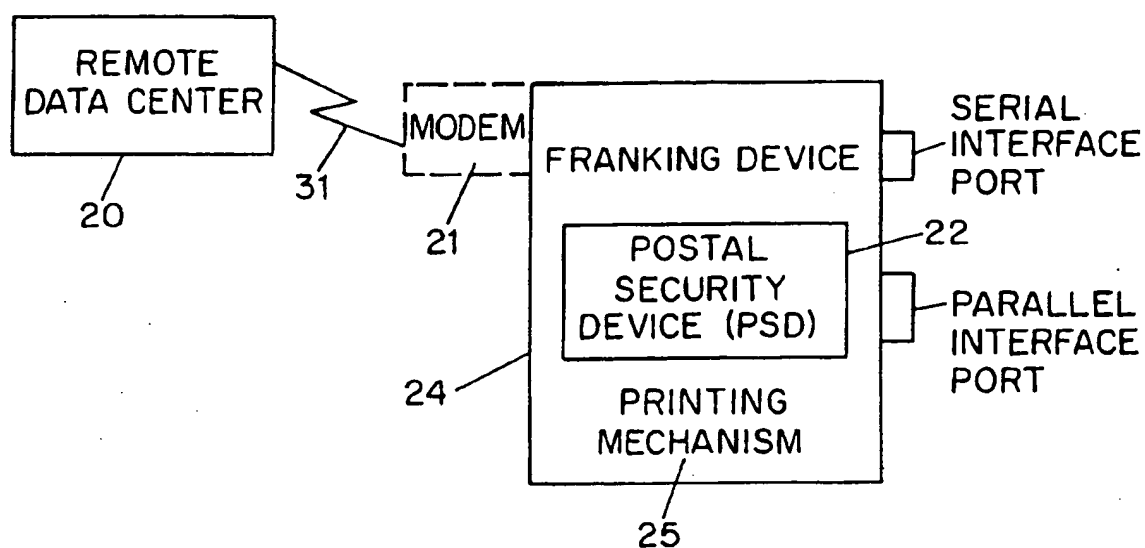 REMOTE
DATA CENTER
20
31
MODEM
21
FRANKING DEVICE
POSTAL
SECURITY
DEVICE (PSD)
22
24
PRINTING
MECHANISM
25
SERIAL
INTERFACE
PORT
PARALLEL
INTERFACE
PORT